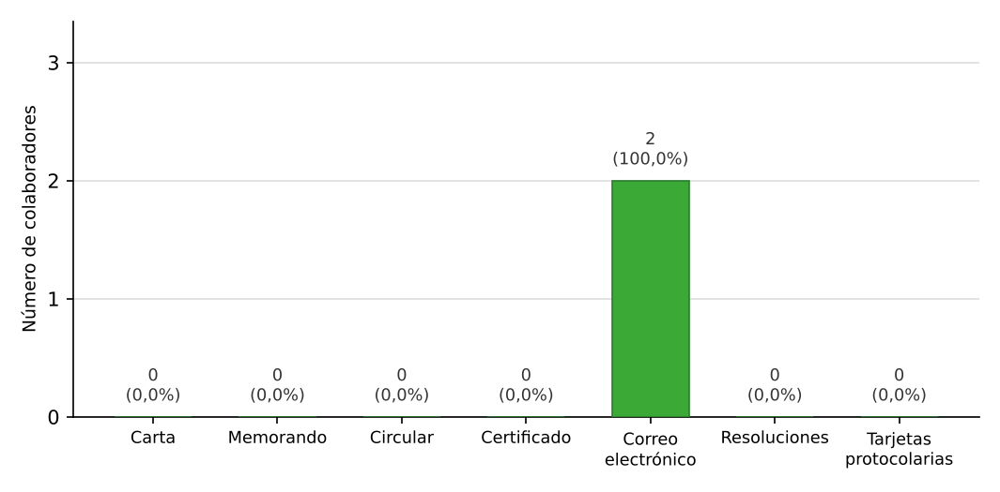 Número de colaboradores
3
2
1
0
0
(0,0%)
0
(0,0%)
0
(0,0%)
0
(0,0%)
2
(100,0%)
0
(0,0%)
0
(0,0%)
Carta
Memorando
Circular
Certificado
Correo
electrónico
Resoluciones
Tarjetas
protocolarias